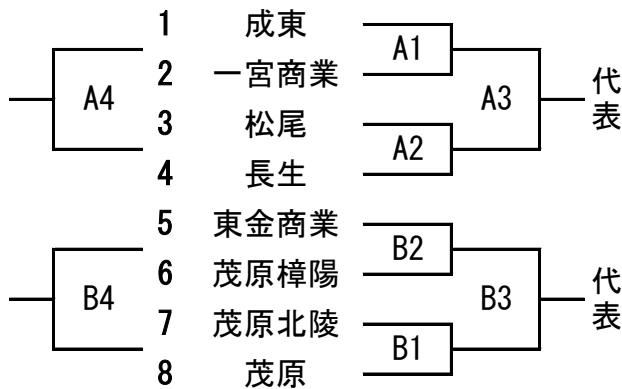 1 成東
A1
2 一宮商業
A4
A3
代表
3 松尾
A2
4 長生
5 東金商業
B2
6 茂原樟陽
B4
B3
代表
7 茂原北陵
B1
8 茂原